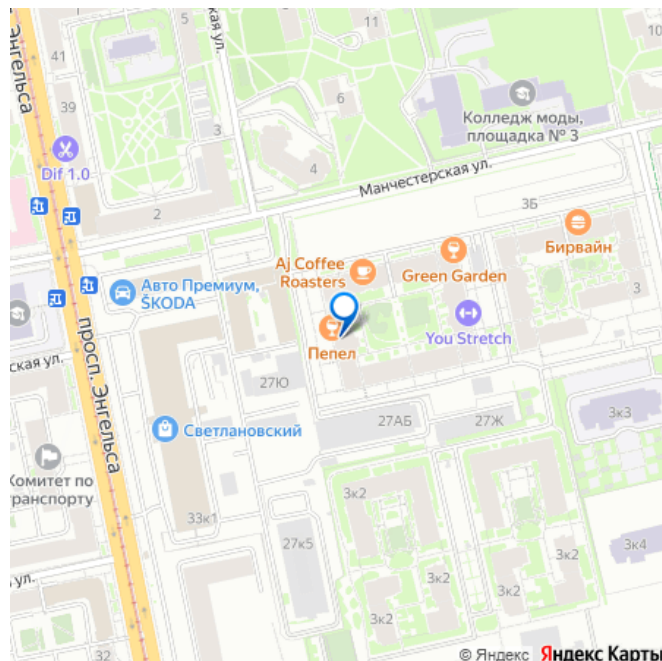 Энгельса
кая ул.
5
11
10
41
39
6
Колледж моды,
площадка № 3
3
Dif 1.0
4
Манчестерская ул.
2
3Б
Бирвайн
Aj Coffee
Roasters
Green Garden
Авто Премиум,
ŠKODA
3
You Stretch
Пепел
ская ул.
просп. Энгельса
27Ю
27АБ
27Ж
3к3
Светлановский
Комитет по
транспорту
3к2
3к2
33к1
27к5
3к4
3к2
3к2
ул.
32
© Яндекс Яндекс Карты